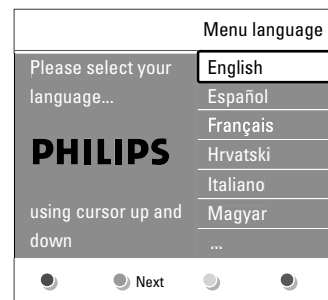 Menu language
Please select your
language...
PHILIPS
using cursor up and
down
English
Español
Français
Hrvatski
Italiano
Magyar
...
Next